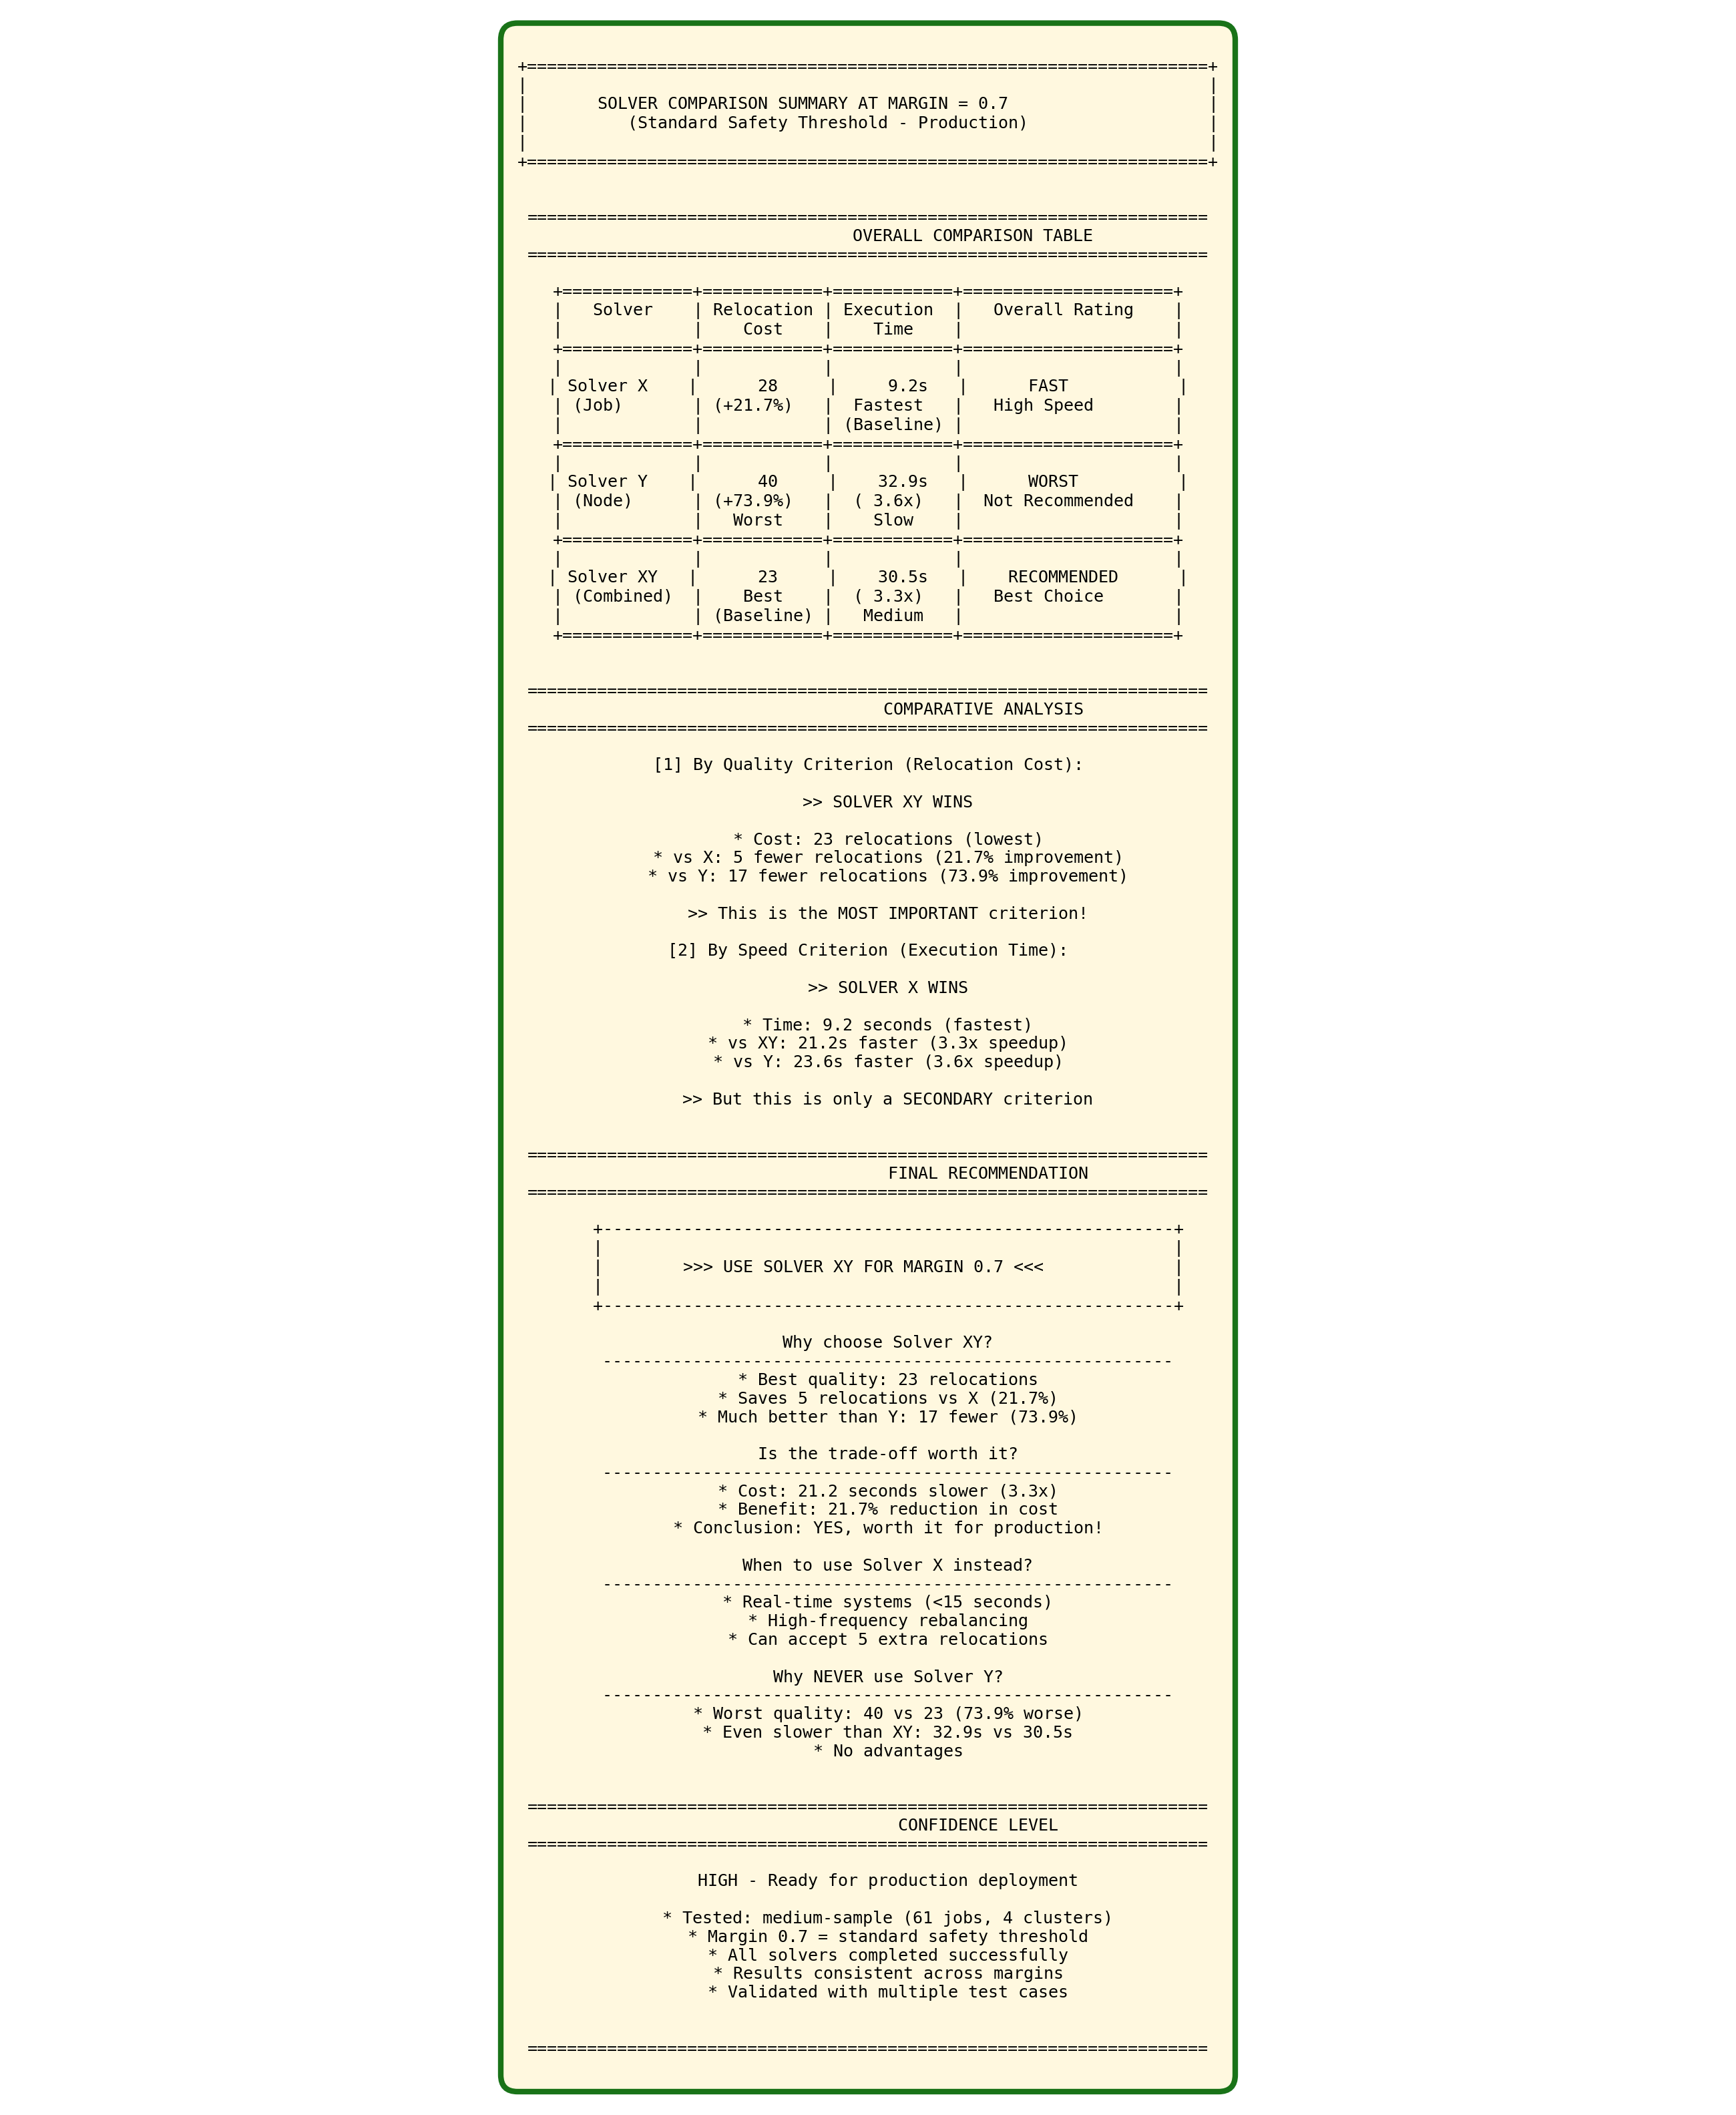 +====================================================================+
|                                                                    |
|       SOLVER COMPARISON SUMMARY AT MARGIN = 0.7                    |
|          (Standard Safety Threshold - Production)                  |
|                                                                    |
+====================================================================+
====================================================================
OVERALL COMPARISON TABLE
====================================================================
+=============+============+============+=====================+
|   Solver    | Relocation | Execution  |   Overall Rating    |
|             |    Cost    |    Time    |                     |
+=============+============+============+=====================+
|             |            |            |                     |
| Solver X    |      28     |     9.2s   |      FAST           |
| (Job)       | (+21.7%)   |  Fastest   |   High Speed        |
|             |            | (Baseline) |                     |
+=============+============+============+=====================+
|             |            |            |                     |
| Solver Y    |      40     |    32.9s   |      WORST          |
| (Node)      | (+73.9%)   |  ( 3.6x)   |  Not Recommended    |
|             |   Worst    |    Slow    |                     |
+=============+============+============+=====================+
|             |            |            |                     |
| Solver XY   |      23     |    30.5s   |    RECOMMENDED      |
| (Combined)  |    Best    |  ( 3.3x)   |   Best Choice       |
|             | (Baseline) |   Medium   |                     |
+=============+============+============+=====================+
====================================================================
COMPARATIVE ANALYSIS
====================================================================
[1] By Quality Criterion (Relocation Cost):
>> SOLVER XY WINS
* Cost: 23 relocations (lowest)
* vs X: 5 fewer relocations (21.7% improvement)
* vs Y: 17 fewer relocations (73.9% improvement)
>> This is the MOST IMPORTANT criterion!
[2] By Speed Criterion (Execution Time):
>> SOLVER X WINS
* Time: 9.2 seconds (fastest)
* vs XY: 21.2s faster (3.3x speedup)
* vs Y: 23.6s faster (3.6x speedup)
>> But this is only a SECONDARY criterion
====================================================================
FINAL RECOMMENDATION
====================================================================
+---------------------------------------------------------+
|                                                         |
|        >>> USE SOLVER XY FOR MARGIN 0.7 <<<             |
|                                                         |
+---------------------------------------------------------+
Why choose Solver XY?
---------------------------------------------------------
* Best quality: 23 relocations
* Saves 5 relocations vs X (21.7%)
* Much better than Y: 17 fewer (73.9%)
Is the trade-off worth it?
---------------------------------------------------------
* Cost: 21.2 seconds slower (3.3x)
* Benefit: 21.7% reduction in cost
* Conclusion: YES, worth it for production!
When to use Solver X instead?
---------------------------------------------------------
* Real-time systems (<15 seconds)
* High-frequency rebalancing
* Can accept 5 extra relocations
Why NEVER use Solver Y?
---------------------------------------------------------
* Worst quality: 40 vs 23 (73.9% worse)
* Even slower than XY: 32.9s vs 30.5s
* No advantages
====================================================================
CONFIDENCE LEVEL
====================================================================
HIGH - Ready for production deployment
* Tested: medium-sample (61 jobs, 4 clusters)
* Margin 0.7 = standard safety threshold
* All solvers completed successfully
* Results consistent across margins
* Validated with multiple test cases
====================================================================